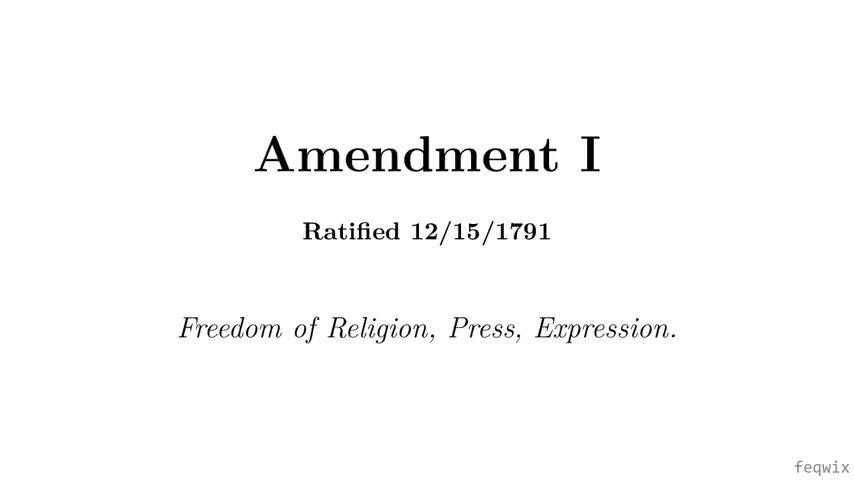 Amendment I
Ratified 12/15/1791
Freedom of Religion, Press, Expression.
feqwix